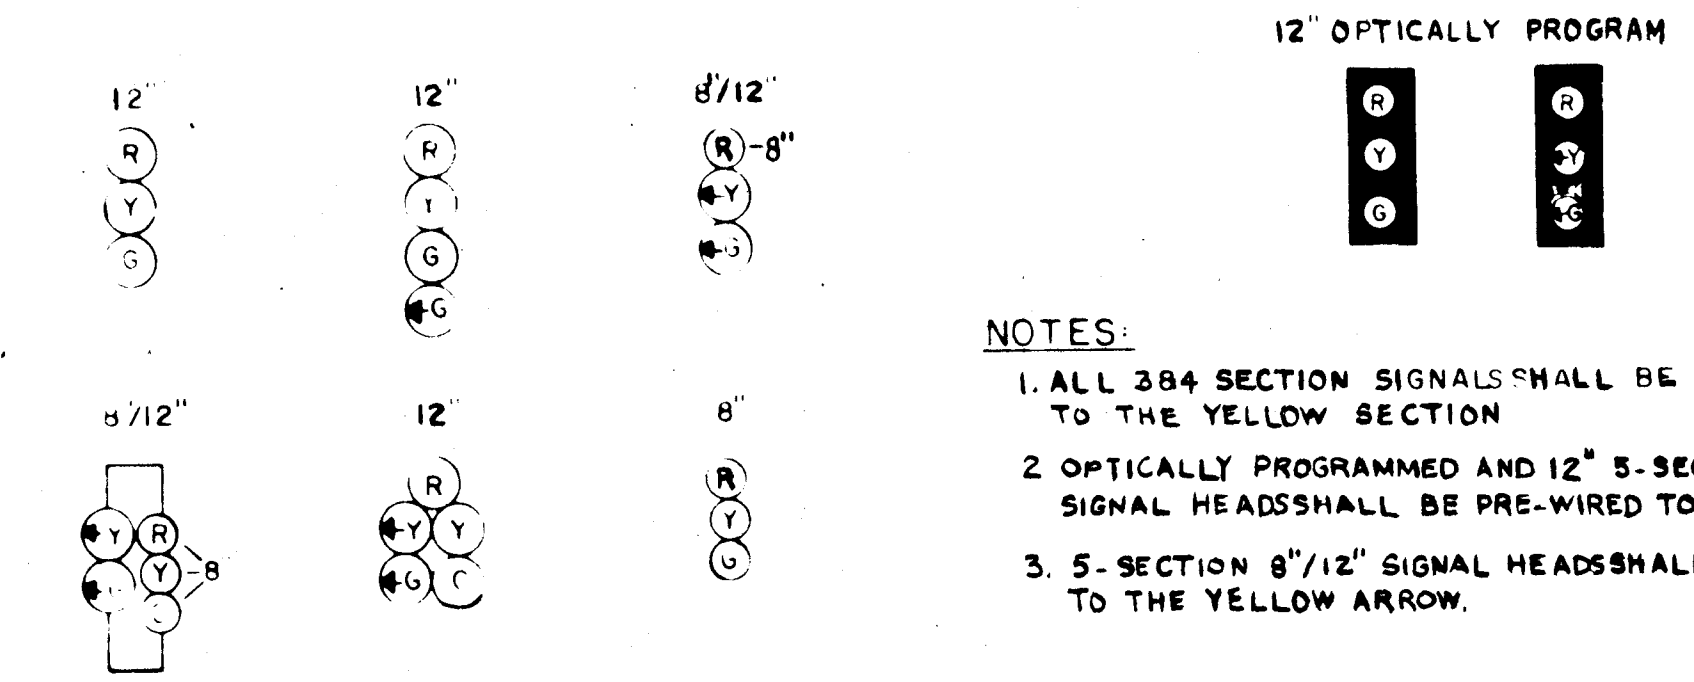 12" OPTICALLY PROGRAM
12"
12"
8"/12"
R
Y
G
R
Y
G
G
R-8"
Y
G
R
Y
G
R
Y
G
8"/12"
12"
8"
Y R
Y -8
R
Y Y
G
R
Y
G
NOTES:
1. ALL 3&4 SECTION SIGNALS SHALL BE
TO THE YELLOW SECTION
2 OPTICALLY PROGRAMMED AND 12" 5-SE
SIGNAL HEADS SHALL BE PRE-WIRED TO
3. 5-SECTION 8"/12" SIGNAL HEADS SHAL
TO THE YELLOW ARROW.